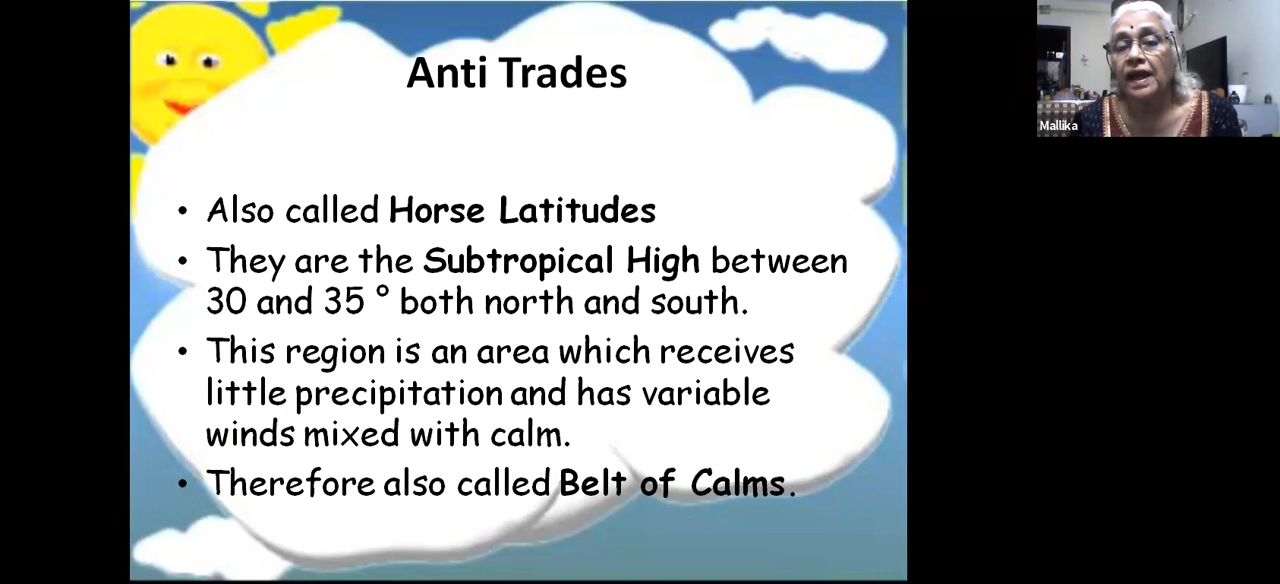 Anti Trades
• Also called Horse Latitudes
• They are the Subtropical High between
30 and 35 ° both north and south.
• This region is an area which receives
little precipitation and has variable
winds mixed with calm.
• Therefore also called Belt of Calms.
Mallika